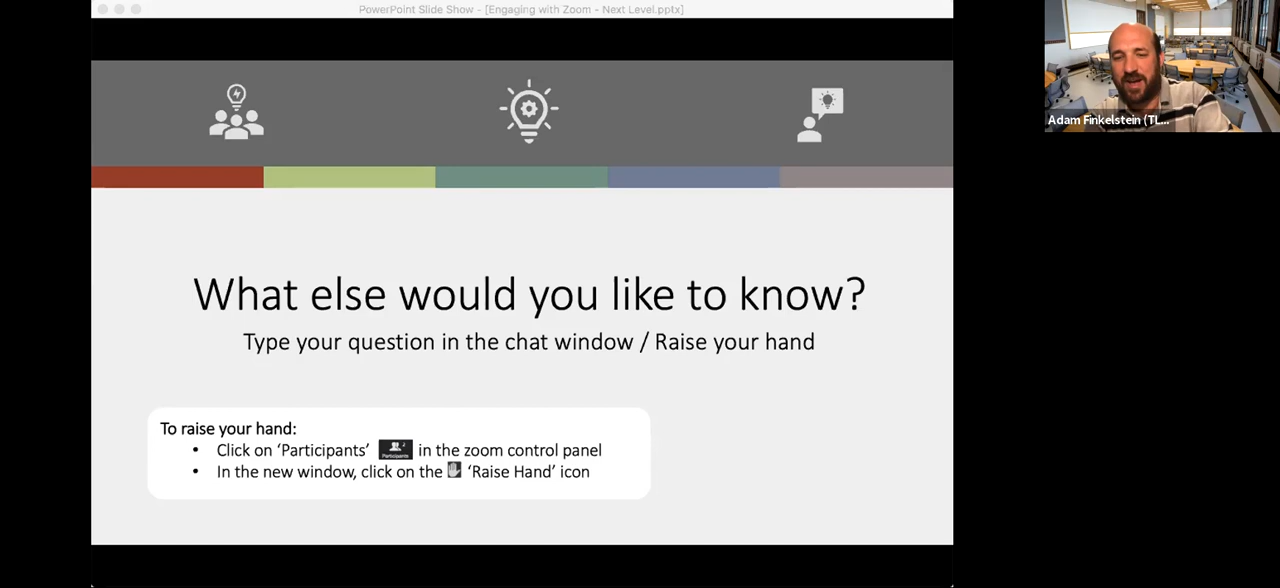 PowerPoint Slide Show - [Engaging with Zoom - Next Level.pptx]
Adam Finkelstein (TL...
What else would you like to know?
Type your question in the chat window / Raise your hand
To raise your hand:
• Click on ‘Participants’ Participants in the zoom control panel
• In the new window, click on the ‘Raise Hand’ icon